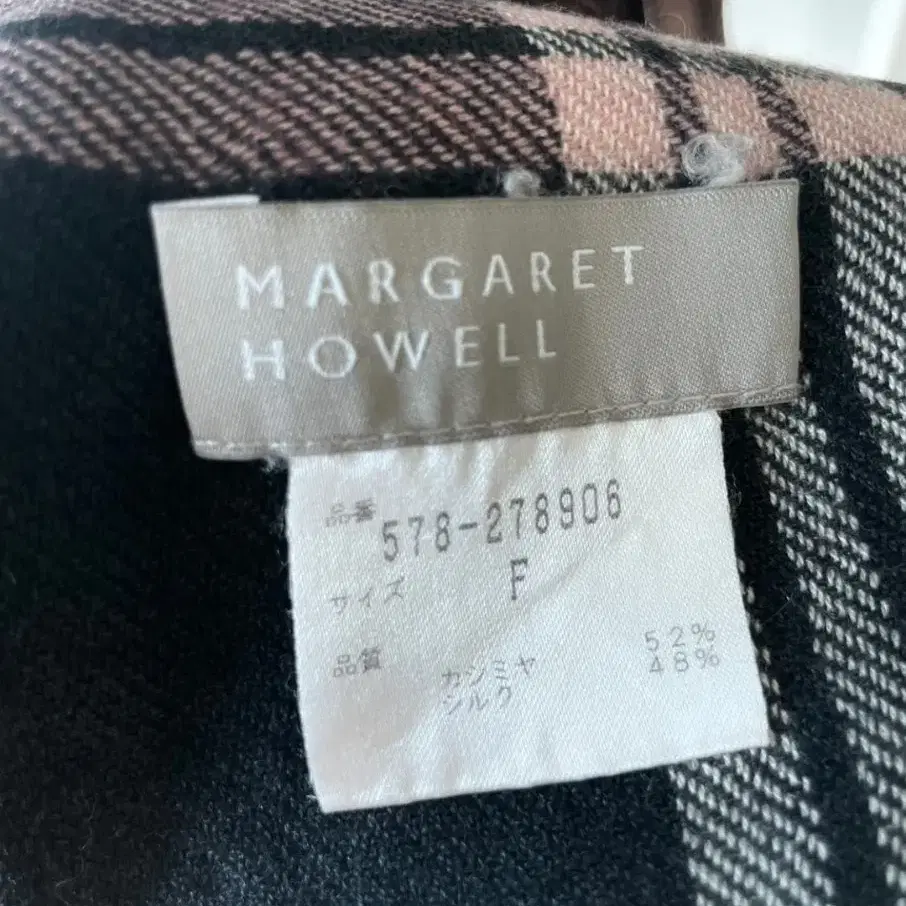 MARGARET
HOWELL
品番 578-278906
サイズ F
品質 カシミヤ 52%
シルク 48%